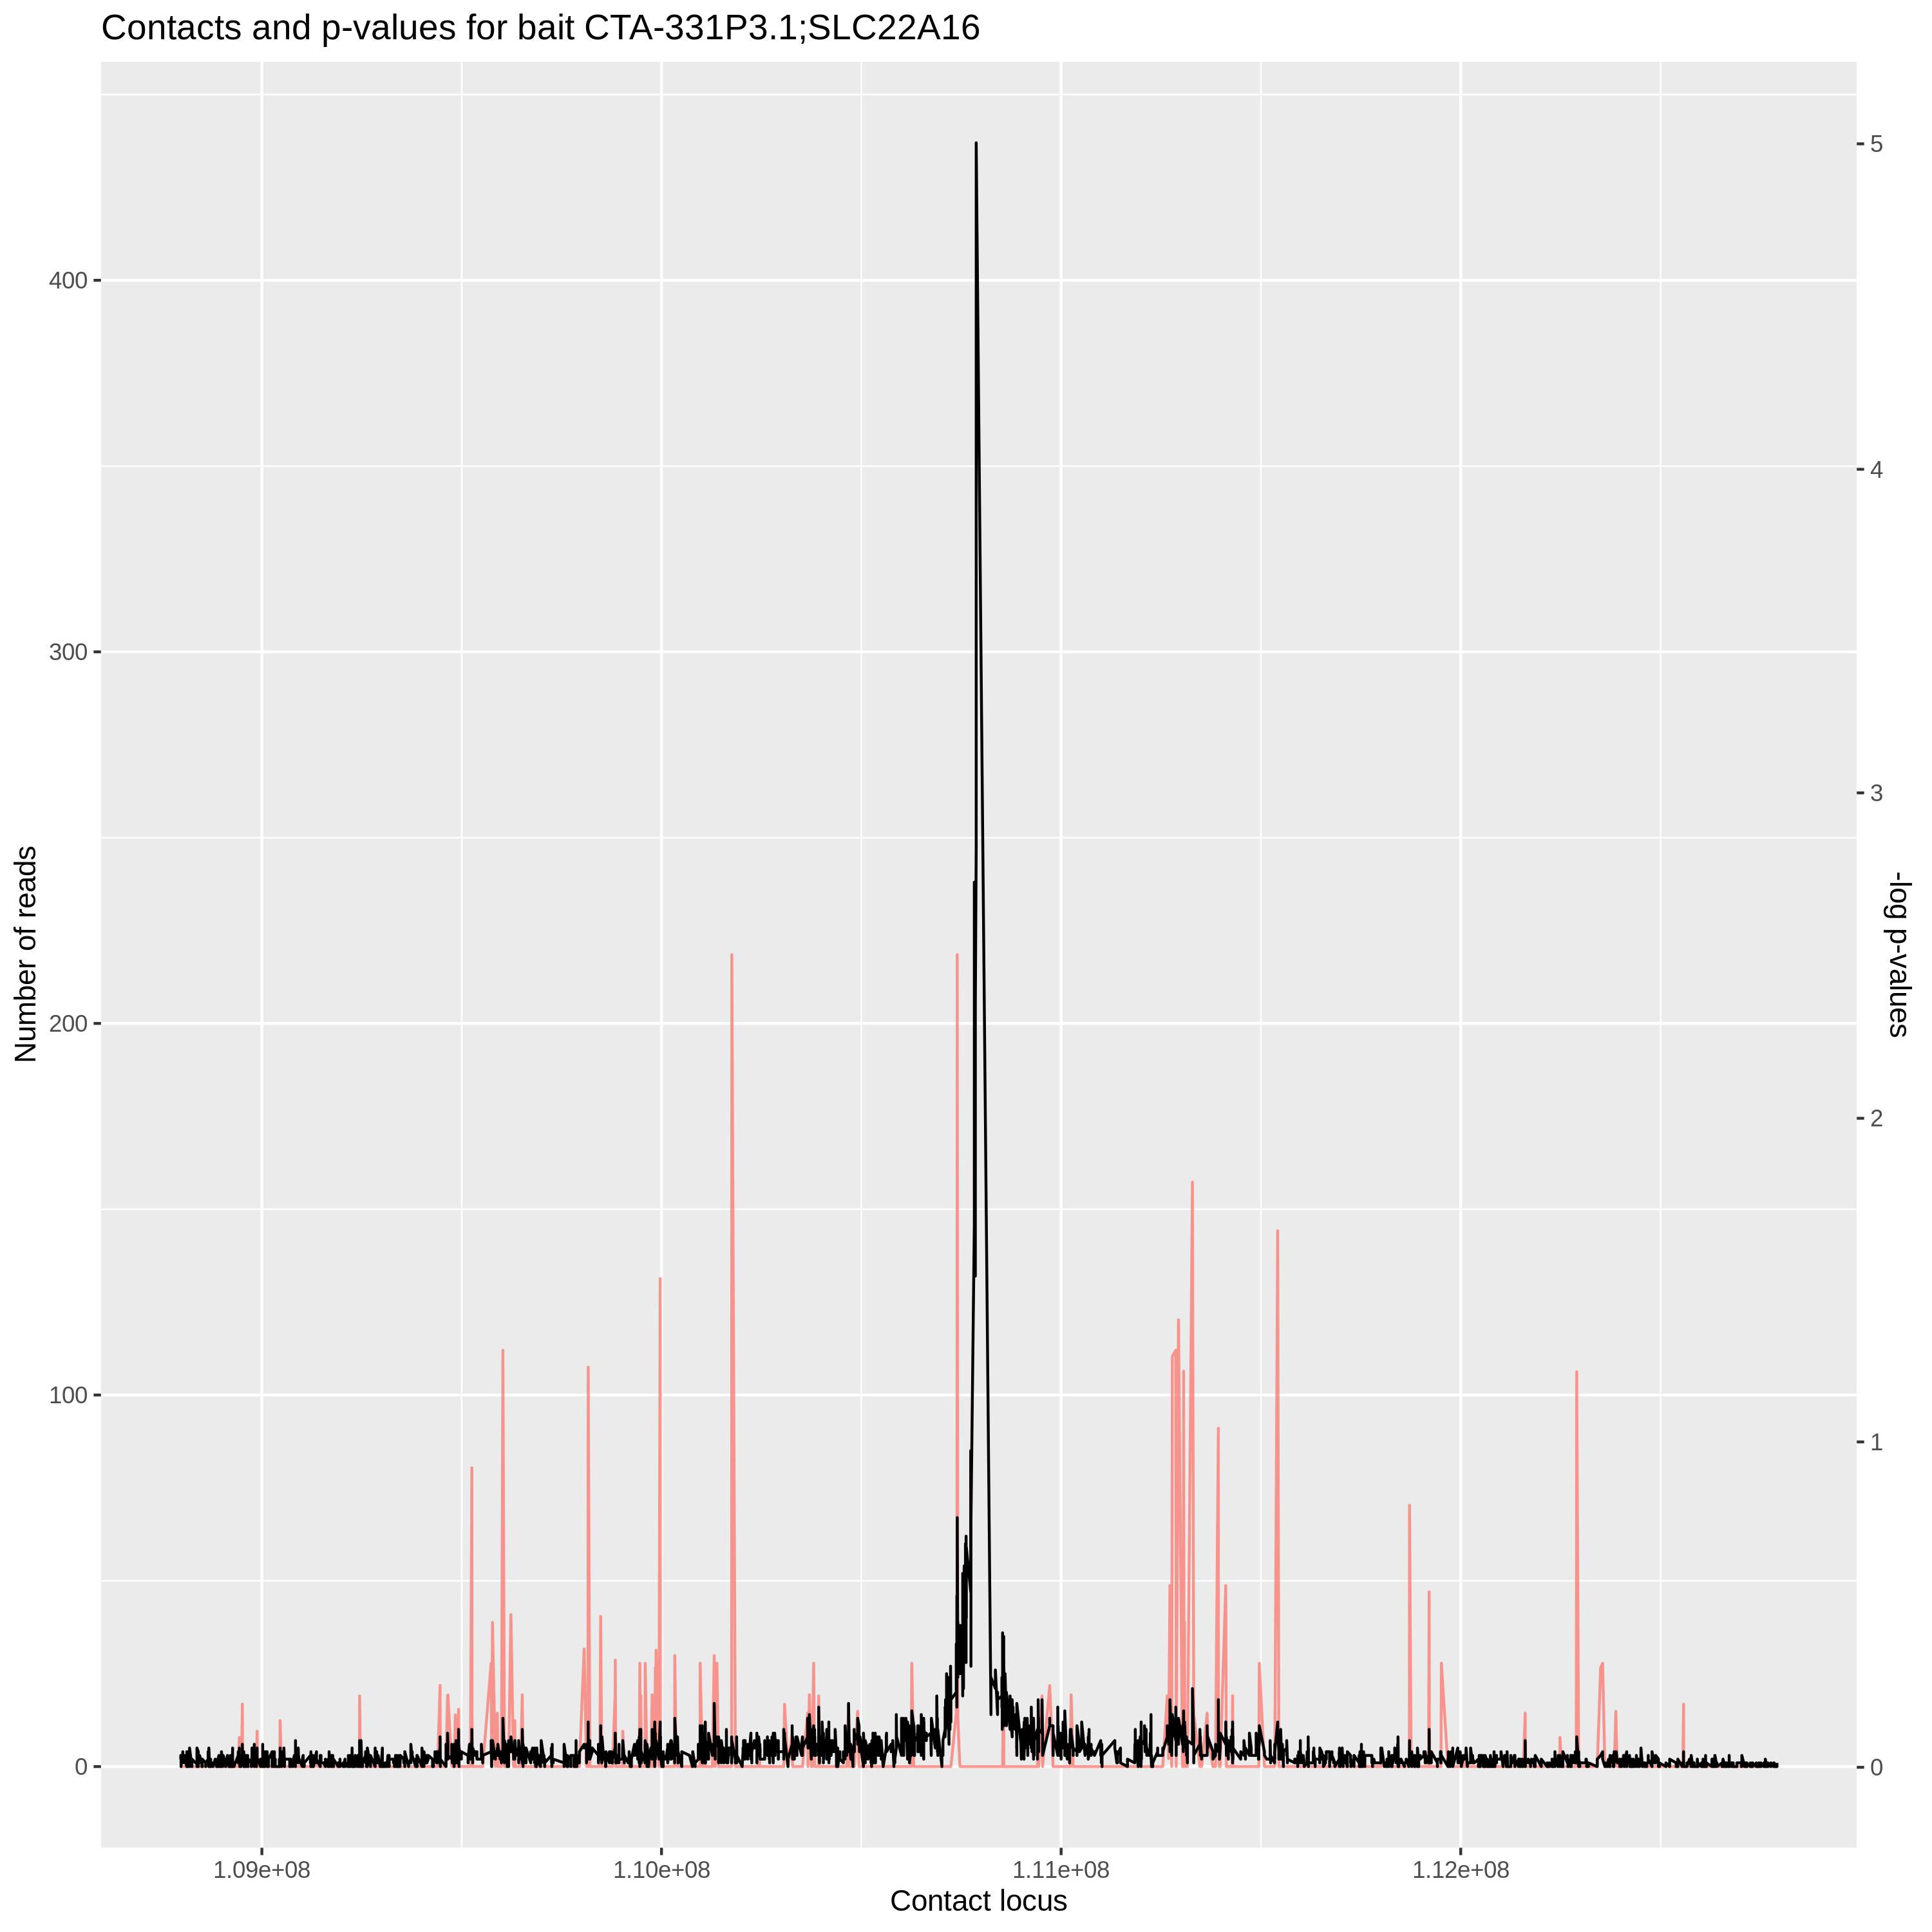 Contacts and p-values for bait CTA-331P3.1;SLC22A16
Number of reads
400
300
200
100
0
5
4
3
2
1
0
-log p-values
1.09e+08
1.10e+08
1.11e+08
1.12e+08
Contact locus